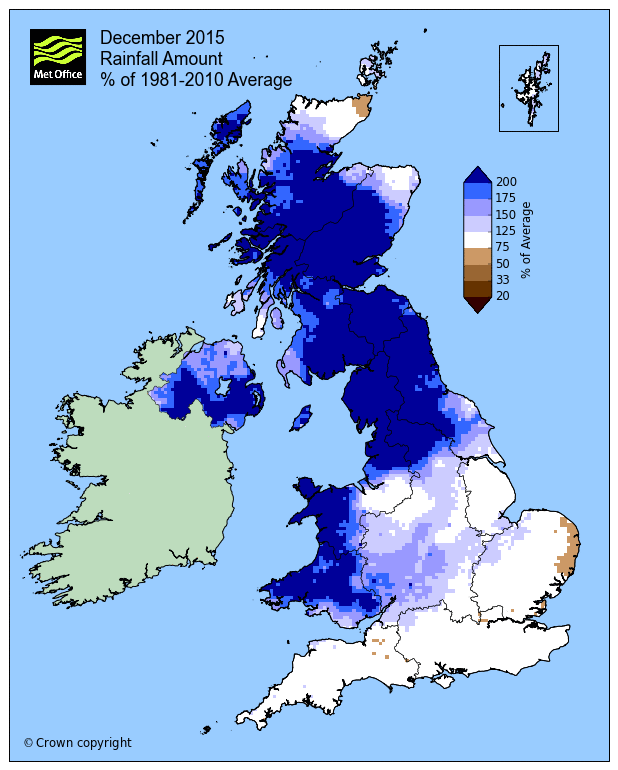 December 2015
Rainfall Amount
% of 1981-2010 Average
Met Office
200
175
150
125
75
50
33
20
% of Average
© Crown copyright